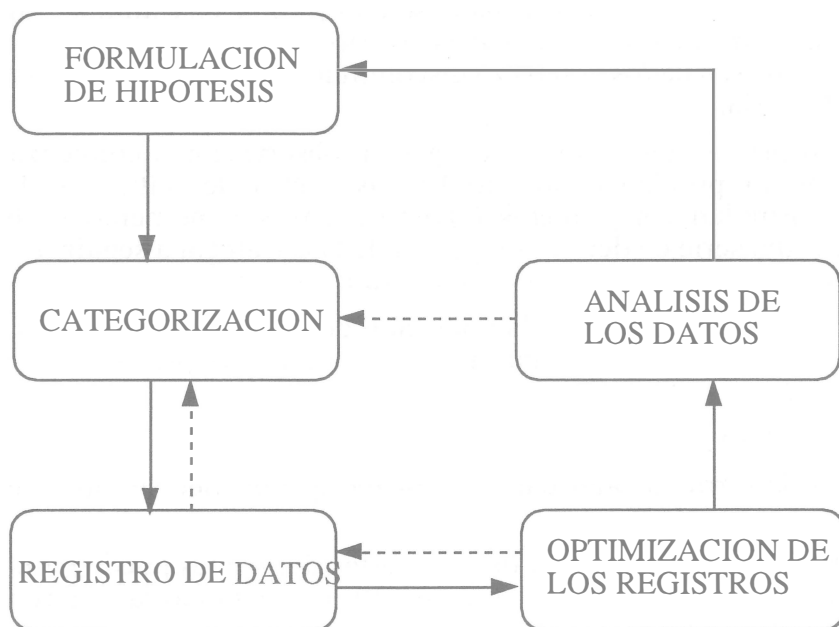 FORMULACION
DE HIPOTESIS
CATEGORIZACION
ANALISIS DE
LOS DATOS
REGISTRO DE DATOS
OPTIMIZACION DE
LOS REGISTROS